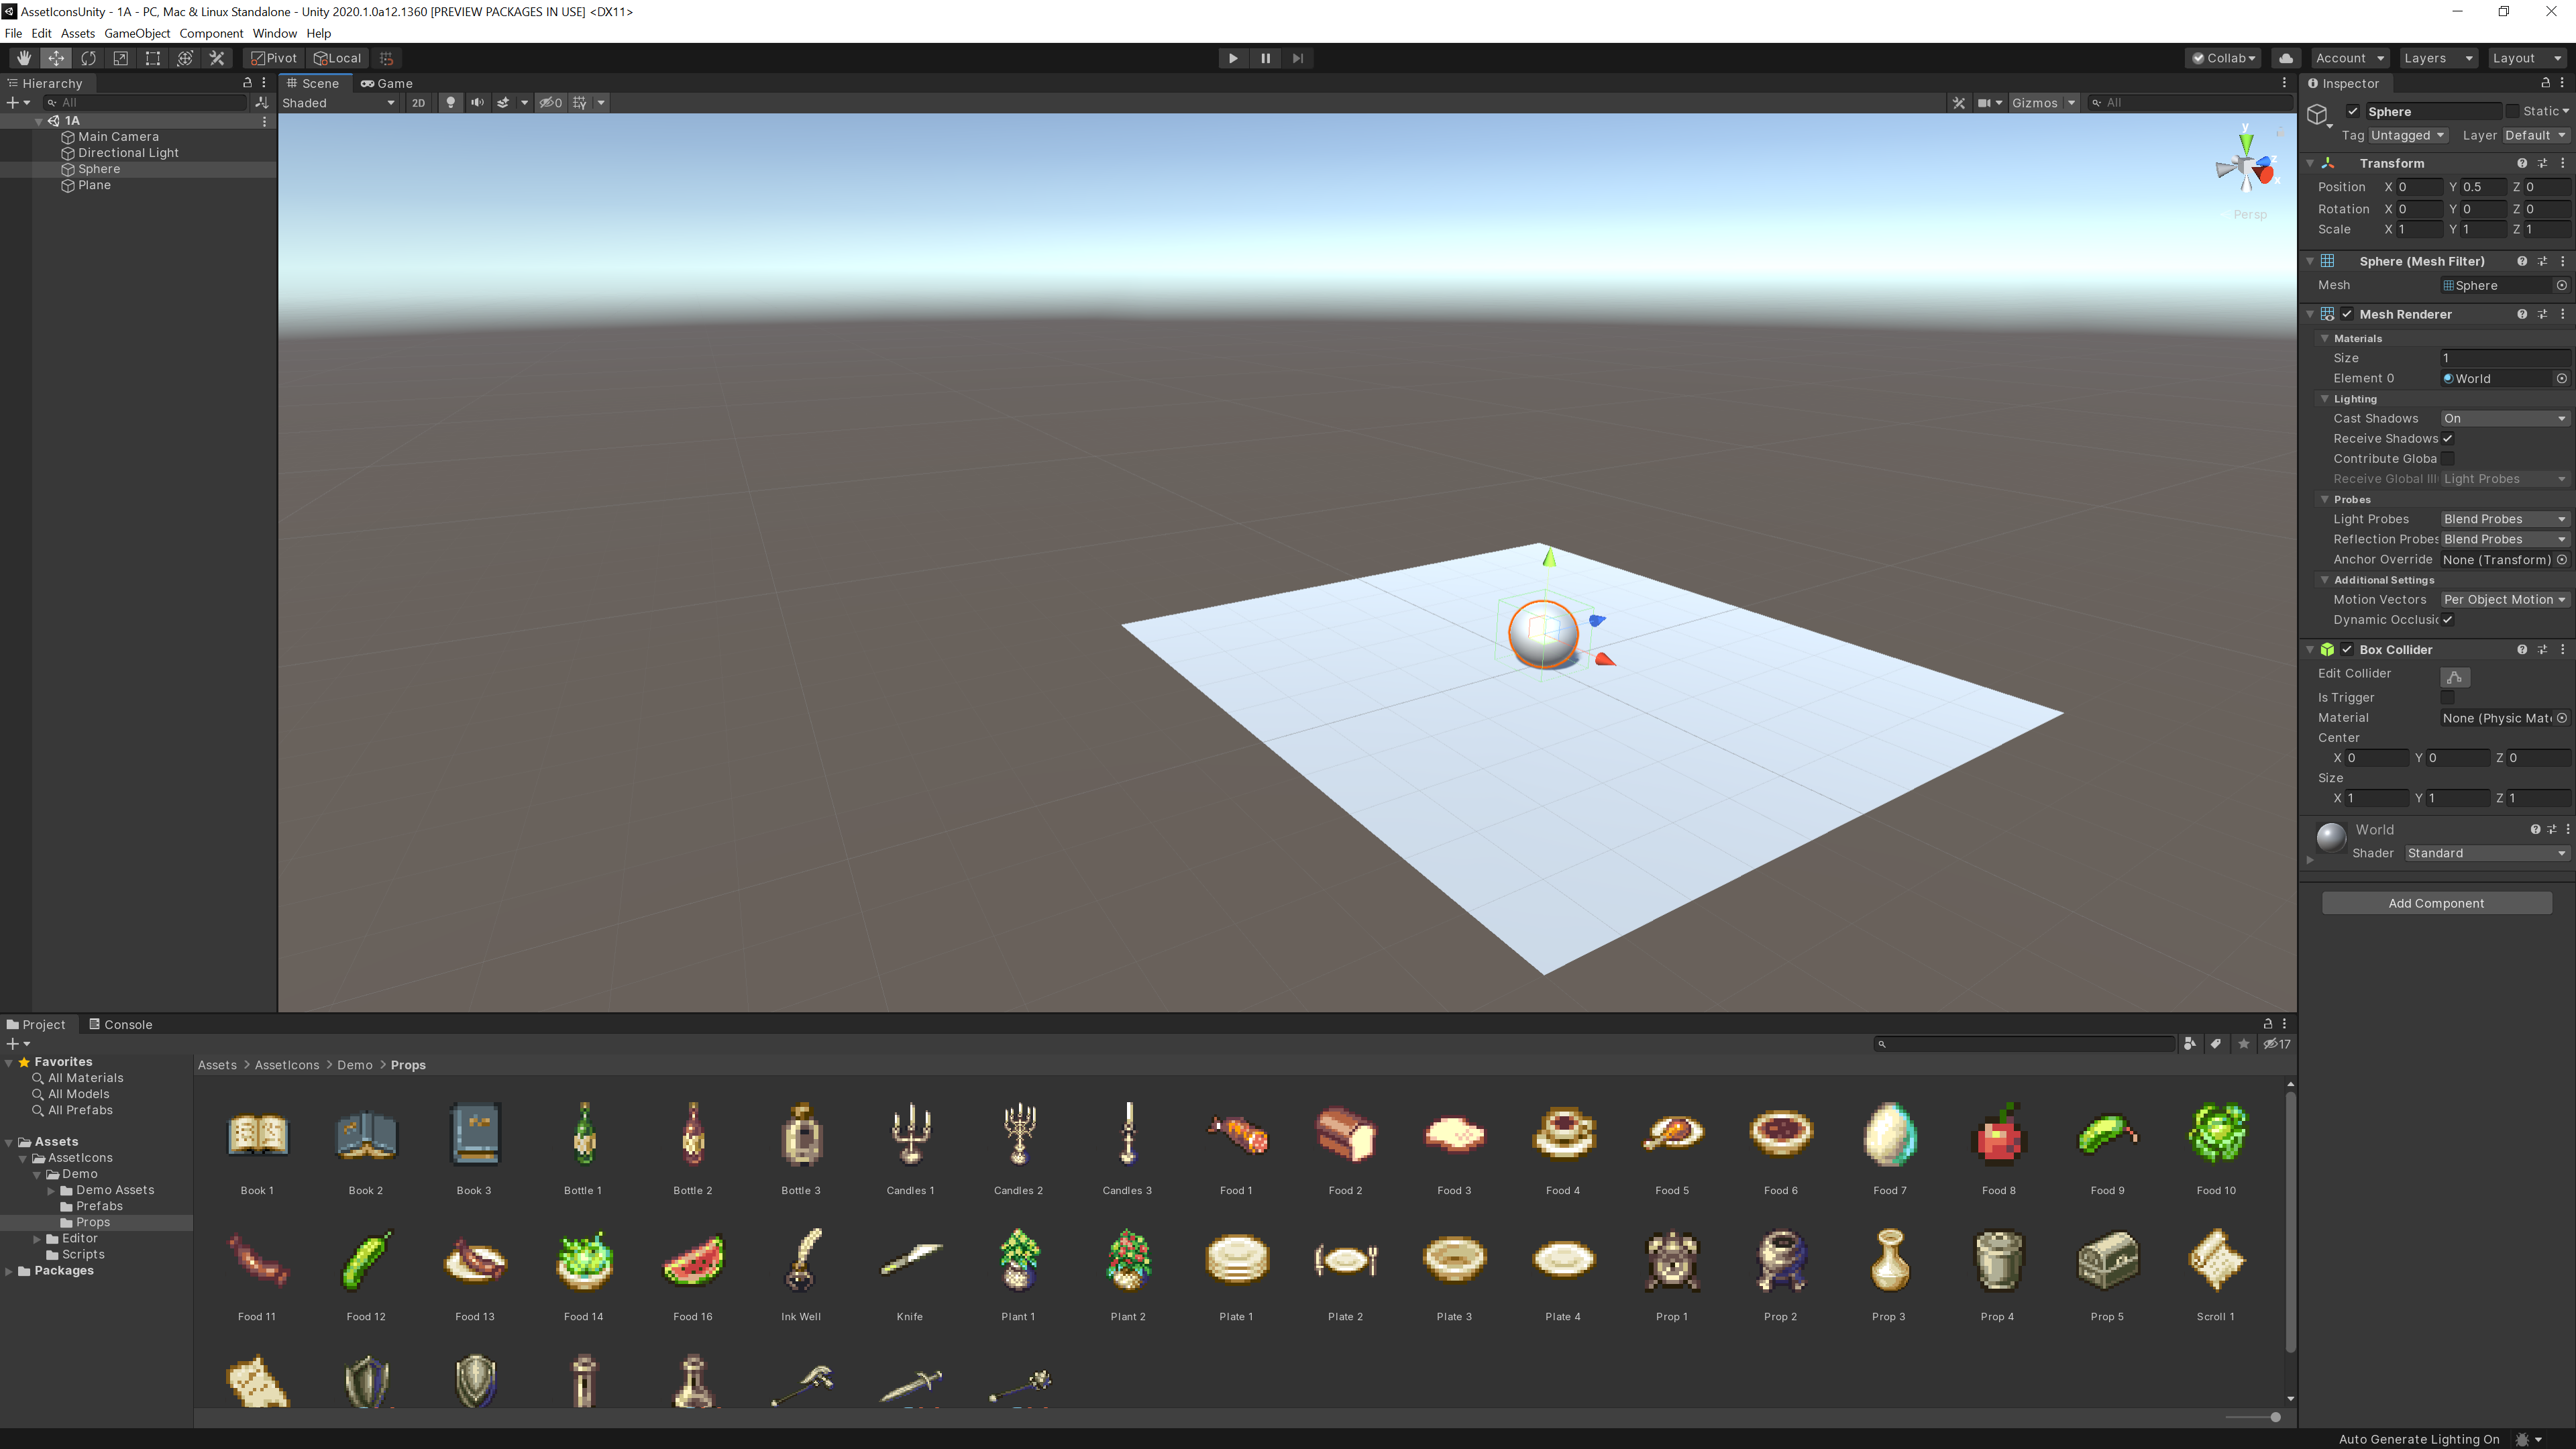 AssetIconsUnity - 1A - PC, Mac & Linux Standalone - Unity 2020.1.0a12.1360 [PREVIEW PACKAGES IN USE] <DX11>
File Edit Assets GameObject Component Window Help
Pivot Local Collab Account Layers Layout
Hierarchy
All
1A
Main Camera
Directional Light
Sphere
Plane
Scene Game
Shaded 2D 0 Gizmos All
y
z
x
Persp
Inspector
Sphere Static
Tag Untagged Layer Default
Transform
Position X 0 Y 0.5 Z 0
Rotation X 0 Y 0 Z 0
Scale X 1 Y 1 Z 1
Sphere (Mesh Filter)
Mesh Sphere
Mesh Renderer
Materials
Size 1
Element 0 World
Lighting
Cast Shadows On
Receive Shadows
Contribute Globa
Receive Global Ill Light Probes
Probes
Light Probes Blend Probes
Reflection Probes Blend Probes
Anchor Override None (Transform)
Additional Settings
Motion Vectors Per Object Motion
Dynamic Occlusi
Box Collider
Edit Collider
Is Trigger
Material None (Physic Mate
Center
X 0 Y 0 Z 0
Size
X 1 Y 1 Z 1
World
Shader Standard
Add Component
Project Console
17
Favorites
All Materials
All Models
All Prefabs
Assets
AssetIcons
Demo
Demo Assets
Prefabs
Props
Editor
Scripts
Packages
Assets > AssetIcons > Demo > Props
Book 1 Book 2 Book 3 Bottle 1 Bottle 2 Bottle 3 Candles 1 Candles 2 Candles 3 Food 1 Food 2 Food 3 Food 4 Food 5 Food 6 Food 7 Food 8 Food 9 Food 10
Food 11 Food 12 Food 13 Food 14 Food 16 Ink Well Knife Plant 1 Plant 2 Plate 1 Plate 2 Plate 3 Plate 4 Prop 1 Prop 2 Prop 3 Prop 4 Prop 5 Scroll 1
Auto Generate Lighting On